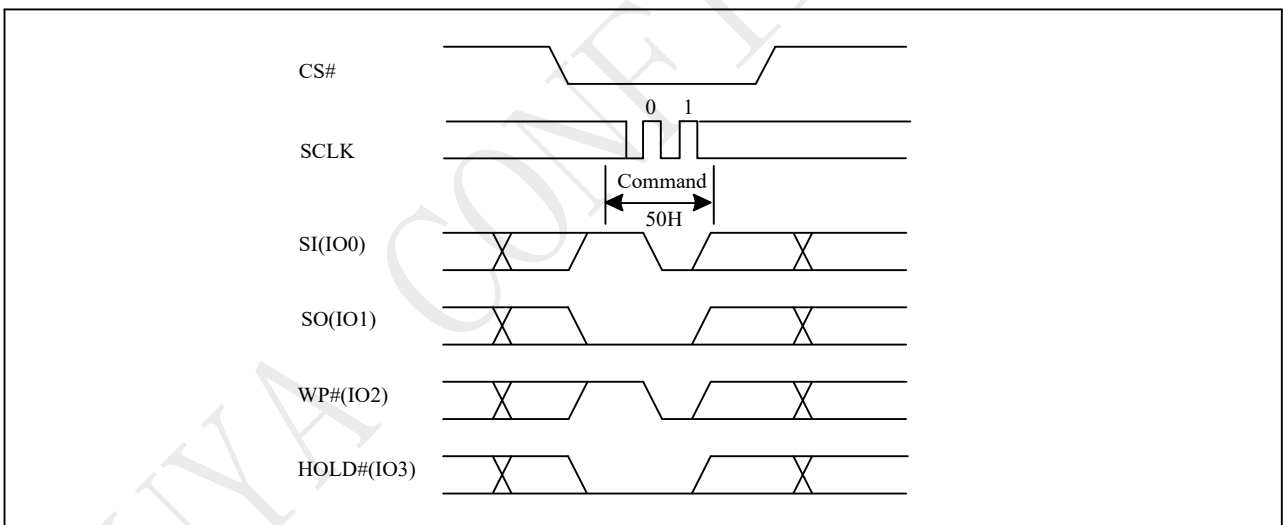 CS#
0 1
SCLK
Command
50H
SI(IO0)
SO(IO1)
WP#(IO2)
HOLD#(IO3)